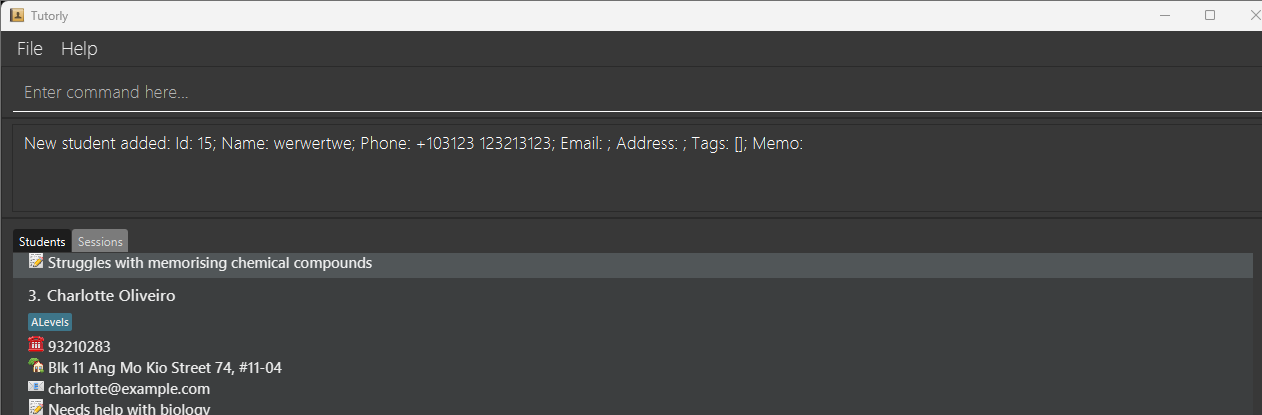 Tutorly
File Help
Enter command here...
New student added: Id: 15; Name: werwertwe; Phone: +103123 123213123; Email: ; Address: ; Tags: []; Memo:
Students Sessions
Struggles with memorising chemical compounds
3. Charlotte Oliveiro
ALevels
93210283
Blk 11 Ang Mo Kio Street 74, #11-04
charlotte@example.com
Needs help with biology